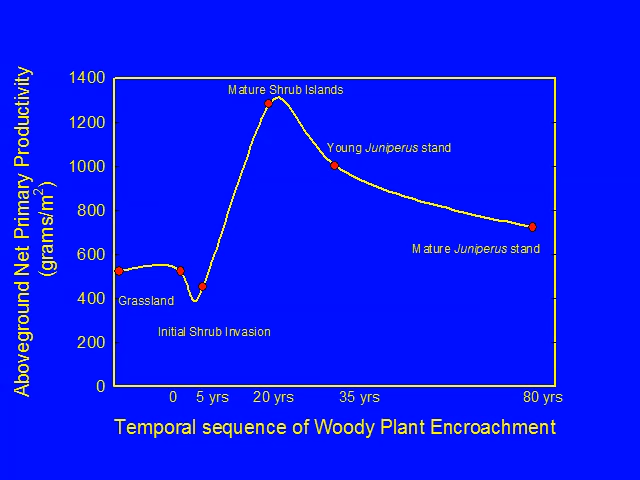 Aboveground Net Primary Productivity
(grams/m²)
1400
1200
1000
800
600
400
200
0
Mature Shrub Islands
Young Juniperus stand
Mature Juniperus stand
Grassland
Initial Shrub Invasion
0 5 yrs 20 yrs 35 yrs 80 yrs
Temporal sequence of Woody Plant Encroachment